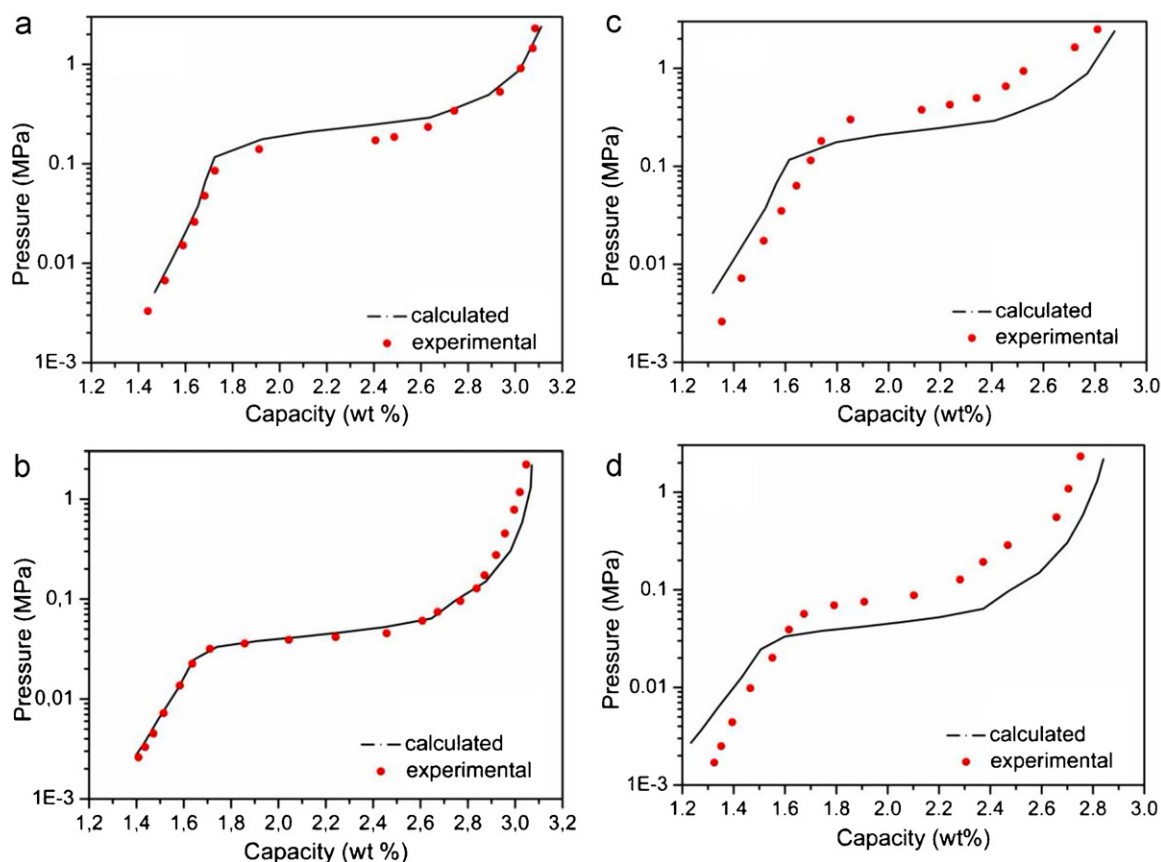 a
Pressure (MPa)
1
0.1
0.01
1E-3
calculated
experimental
1.2 1.4 1.6 1.8 2.0 2.2 2.4 2.6 2.8 3.0 3.2
Capacity (wt %)
c
Pressure (MPa)
1
0.1
0.01
1E-3
calculated
experimental
1.2 1.4 1.6 1.8 2.0 2.2 2.4 2.6 2.8 3.0
Capacity (wt%)
b
Pressure (MPa)
1
0.1
0.01
1E-3
calculated
experimental
1,2 1,4 1,6 1,8 2,0 2,2 2,4 2,6 2,8 3.0 3.2
Capacity (wt %)
d
Pressure (MPa)
1
0.1
0.01
1E-3
calculated
experimental
1.2 1.4 1.6 1.8 2.0 2.2 2.4 2.6 2.8 3.0
Capacity (wt%)